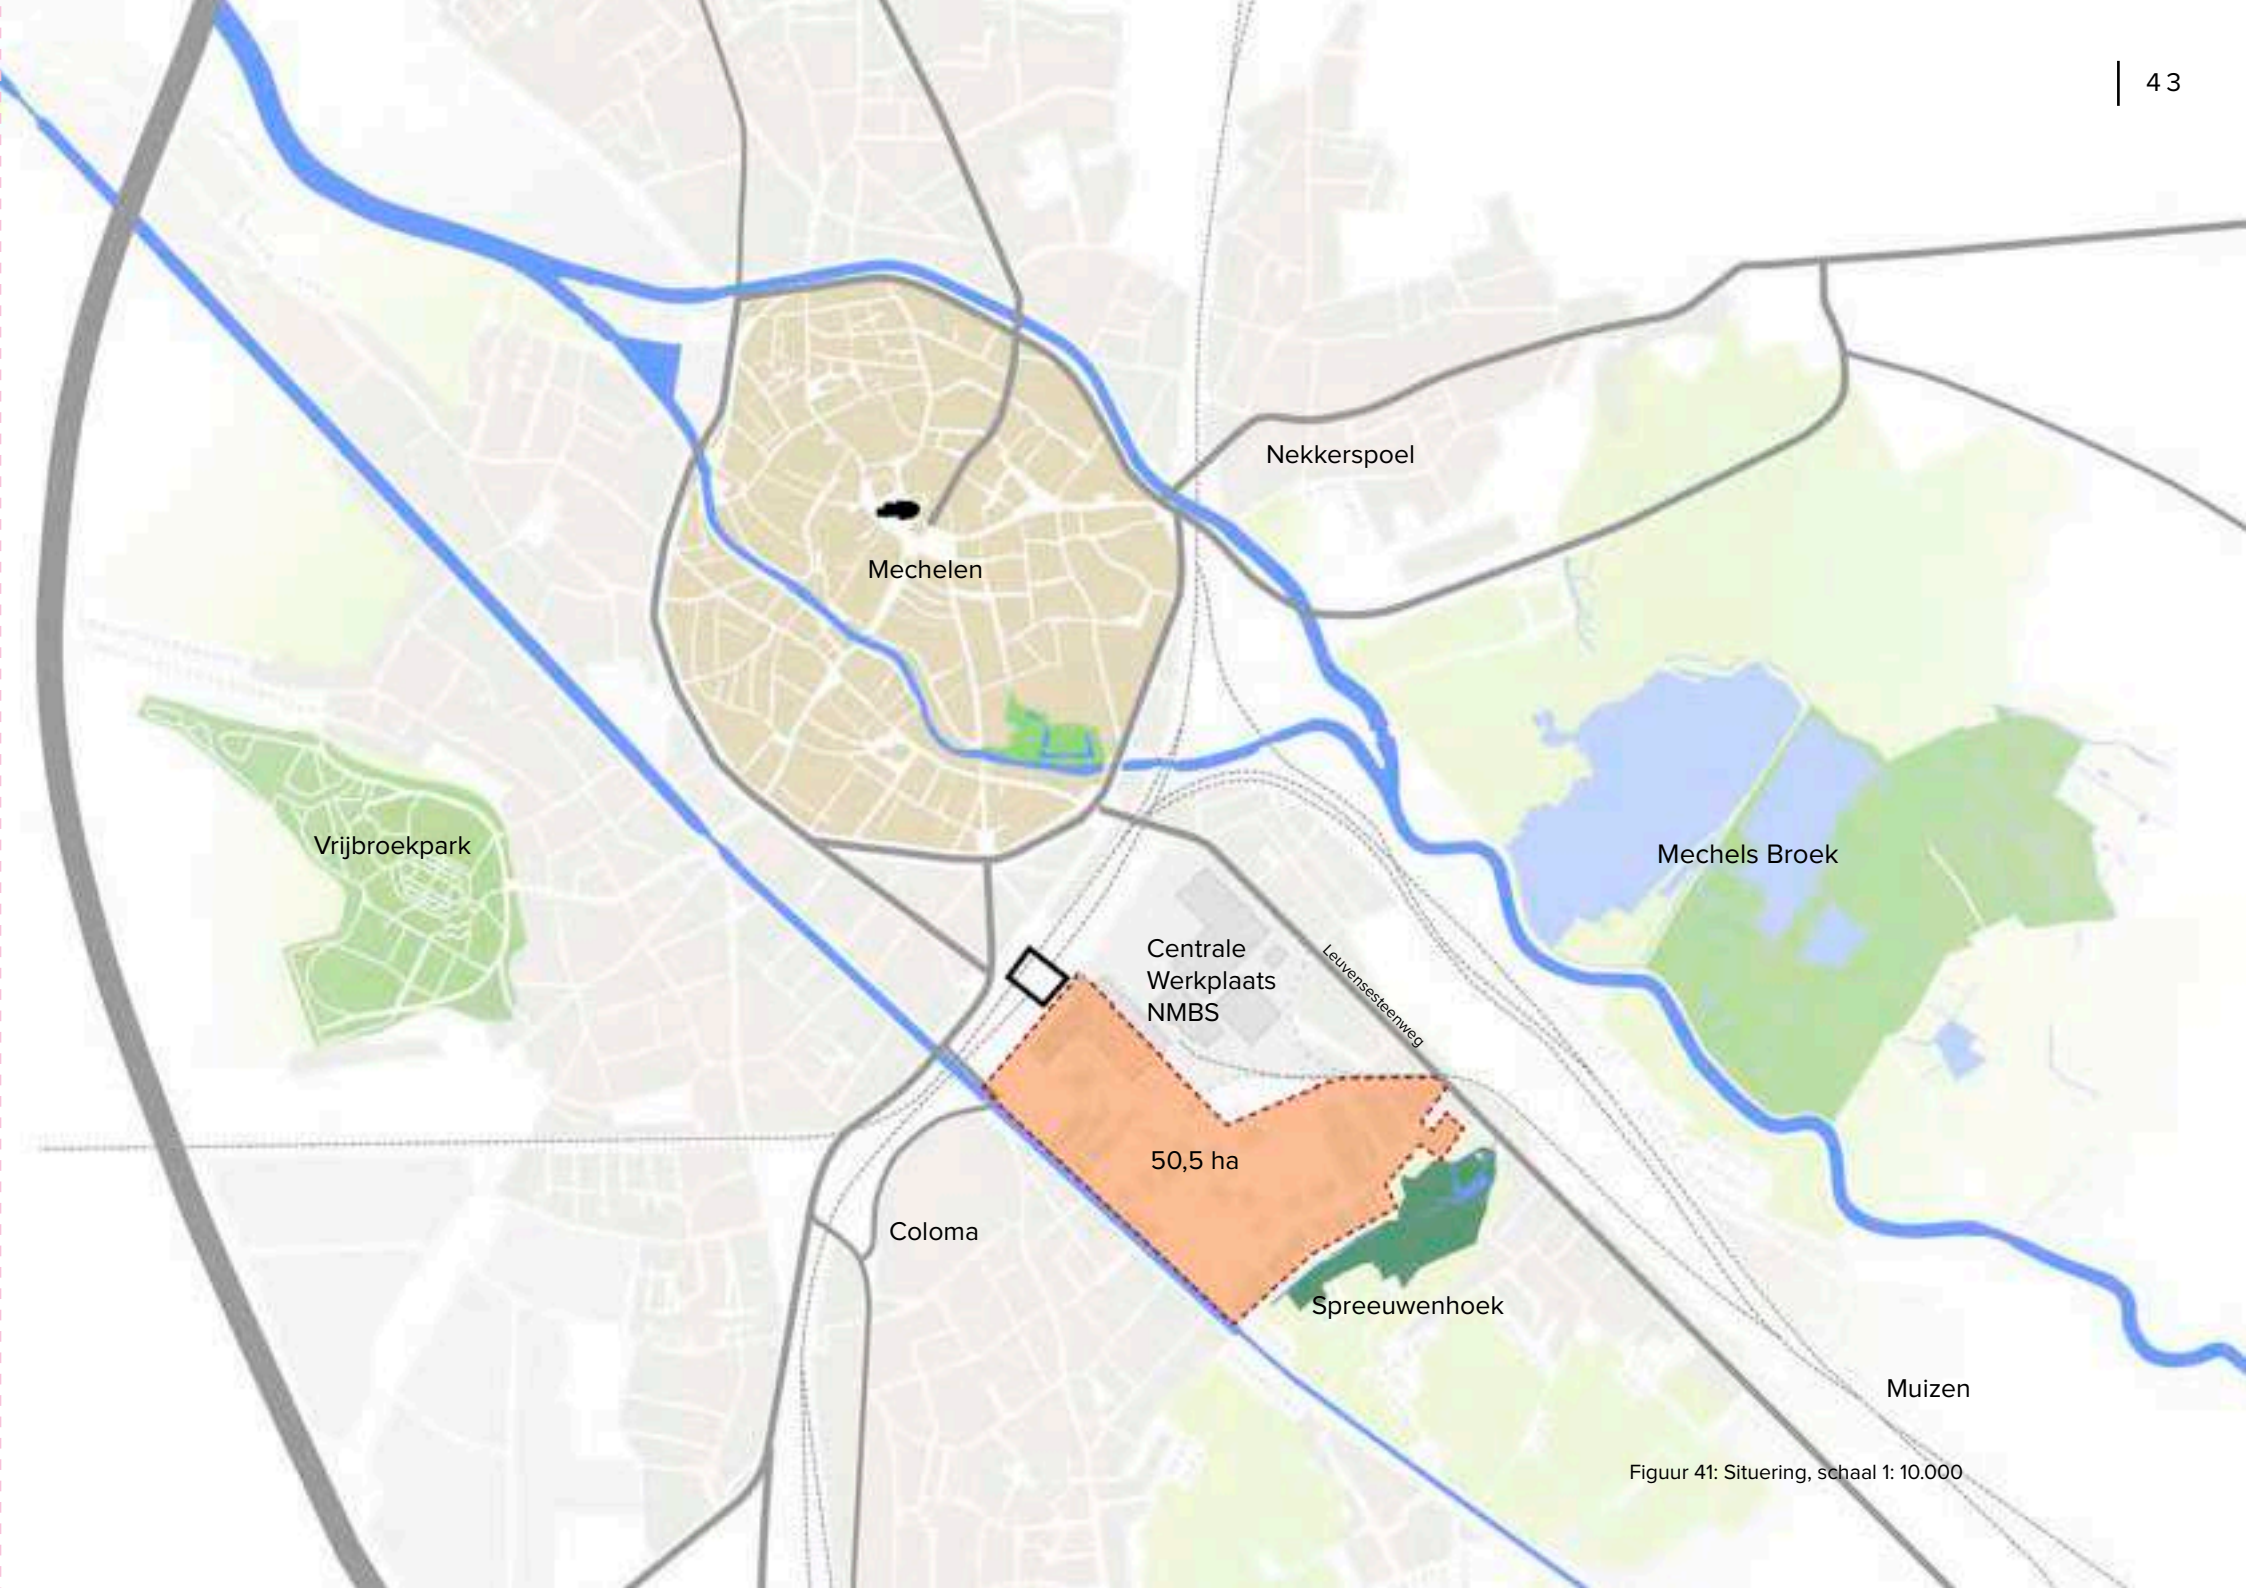 43
Nekkerspoel
Mechelen
Vrijbroekpark
Mechels Broek
Centrale
Werkplaats
NMBS
Leuvensesteenweg
50,5 ha
Coloma
Spreeuwenhoek
Muizen
Figuur 41: Situering, schaal 1: 10.000